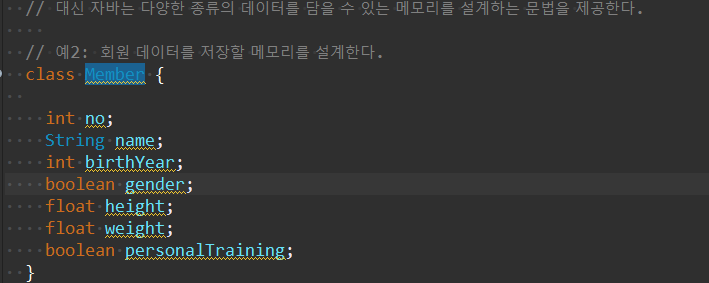 // 대신 자바는 다양한 종류의 데이터를 담을 수 있는 메모리를 설계하는 문법을 제공한다.
// 예2: 회원 데이터를 저장할 메모리를 설계한다.
class Member {
int no;
String name;
int birthYear;
boolean gender;
float height;
float weight;
boolean personalTraining;
}